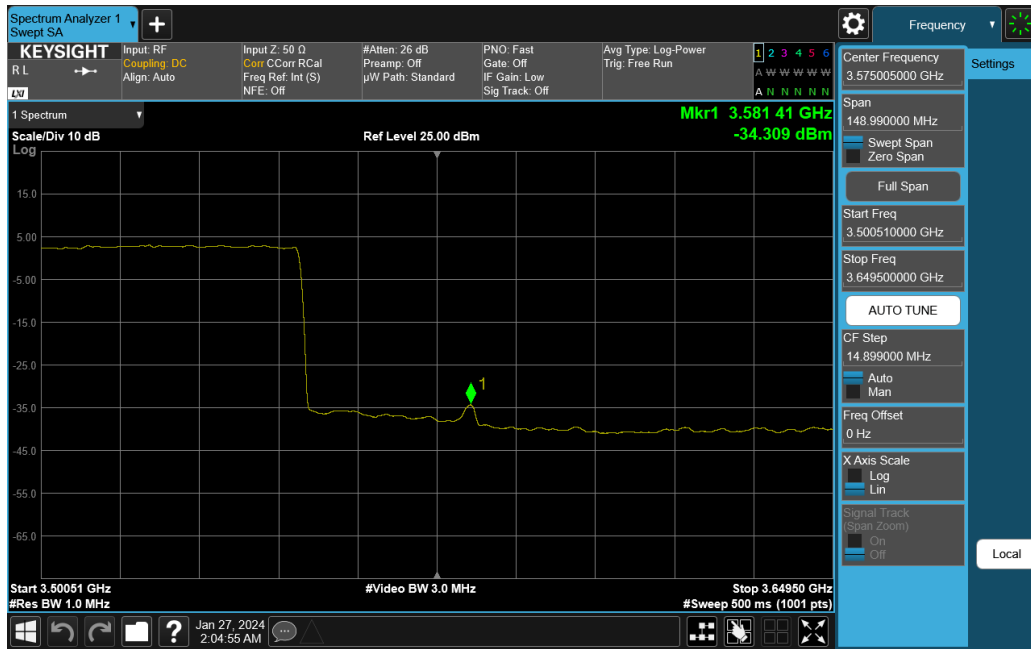 Spectrum Analyzer 1
Swept SA
+
Frequency
KEYSIGHT
R L
LXI
Input: RF
Coupling: DC
Align: Auto
Input Z: 50 Ω
Corr CCorr RCal
Freq Ref: Int (S)
NFE: Off
#Atten: 26 dB
Preamp: Off
µW Path: Standard
PNO: Fast
Gate: Off
IF Gain: Low
Sig Track: Off
Avg Type: Log-Power
Trig: Free Run
1 2 3 4 5 6
A W W W W W
A N N N N N
1 Spectrum
Scale/Div 10 dB
Ref Level 25.00 dBm
Mkr1 3.581 41 GHz
-34.309 dBm
Log
15.0
5.00
-5.00
-15.0
-25.0
-35.0
-45.0
-55.0
-65.0
1
Start 3.50051 GHz
#Res BW 1.0 MHz
#Video BW 3.0 MHz
Stop 3.64950 GHz
#Sweep 500 ms (1001 pts)
?
Jan 27, 2024
2:04:55 AM
Center Frequency
3.575005000 GHz
Span
148.990000 MHz
Swept Span
Zero Span
Full Span
Start Freq
3.500510000 GHz
Stop Freq
3.649500000 GHz
AUTO TUNE
CF Step
14.899000 MHz
Auto
Man
Freq Offset
0 Hz
X Axis Scale
Log
Lin
Signal Track
(Span Zoom)
On
Off
Settings
Local